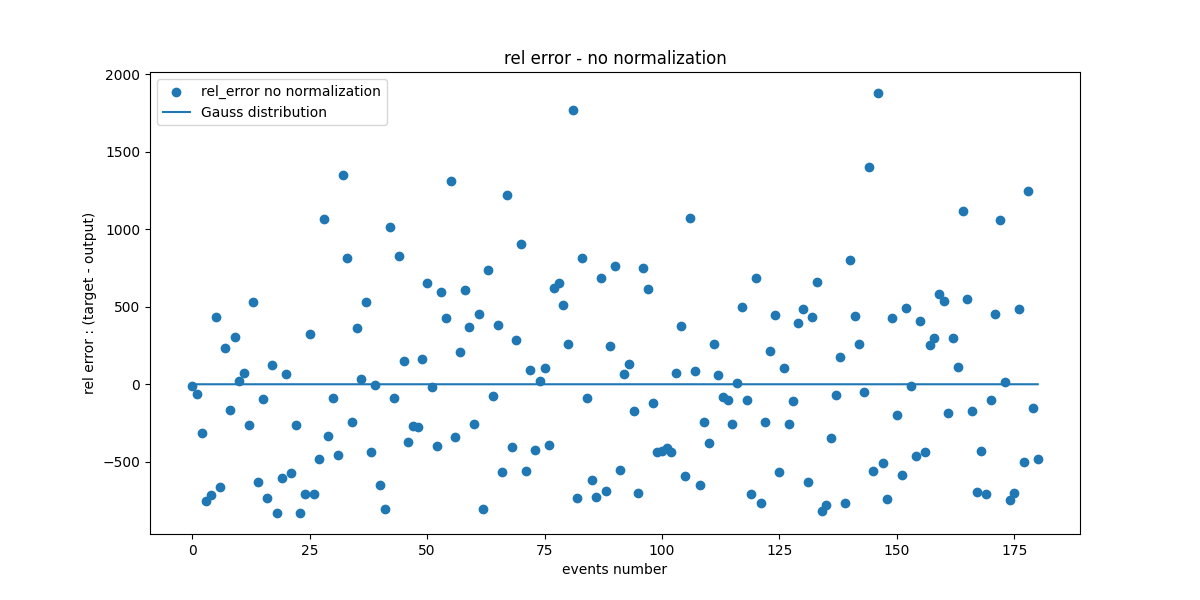 rel error - no normalization
rel_error no normalization
Gauss distribution
rel error : (target - output)
2000
1500
1000
500
0
−500
0 25 50 75 100 125 150 175
events number